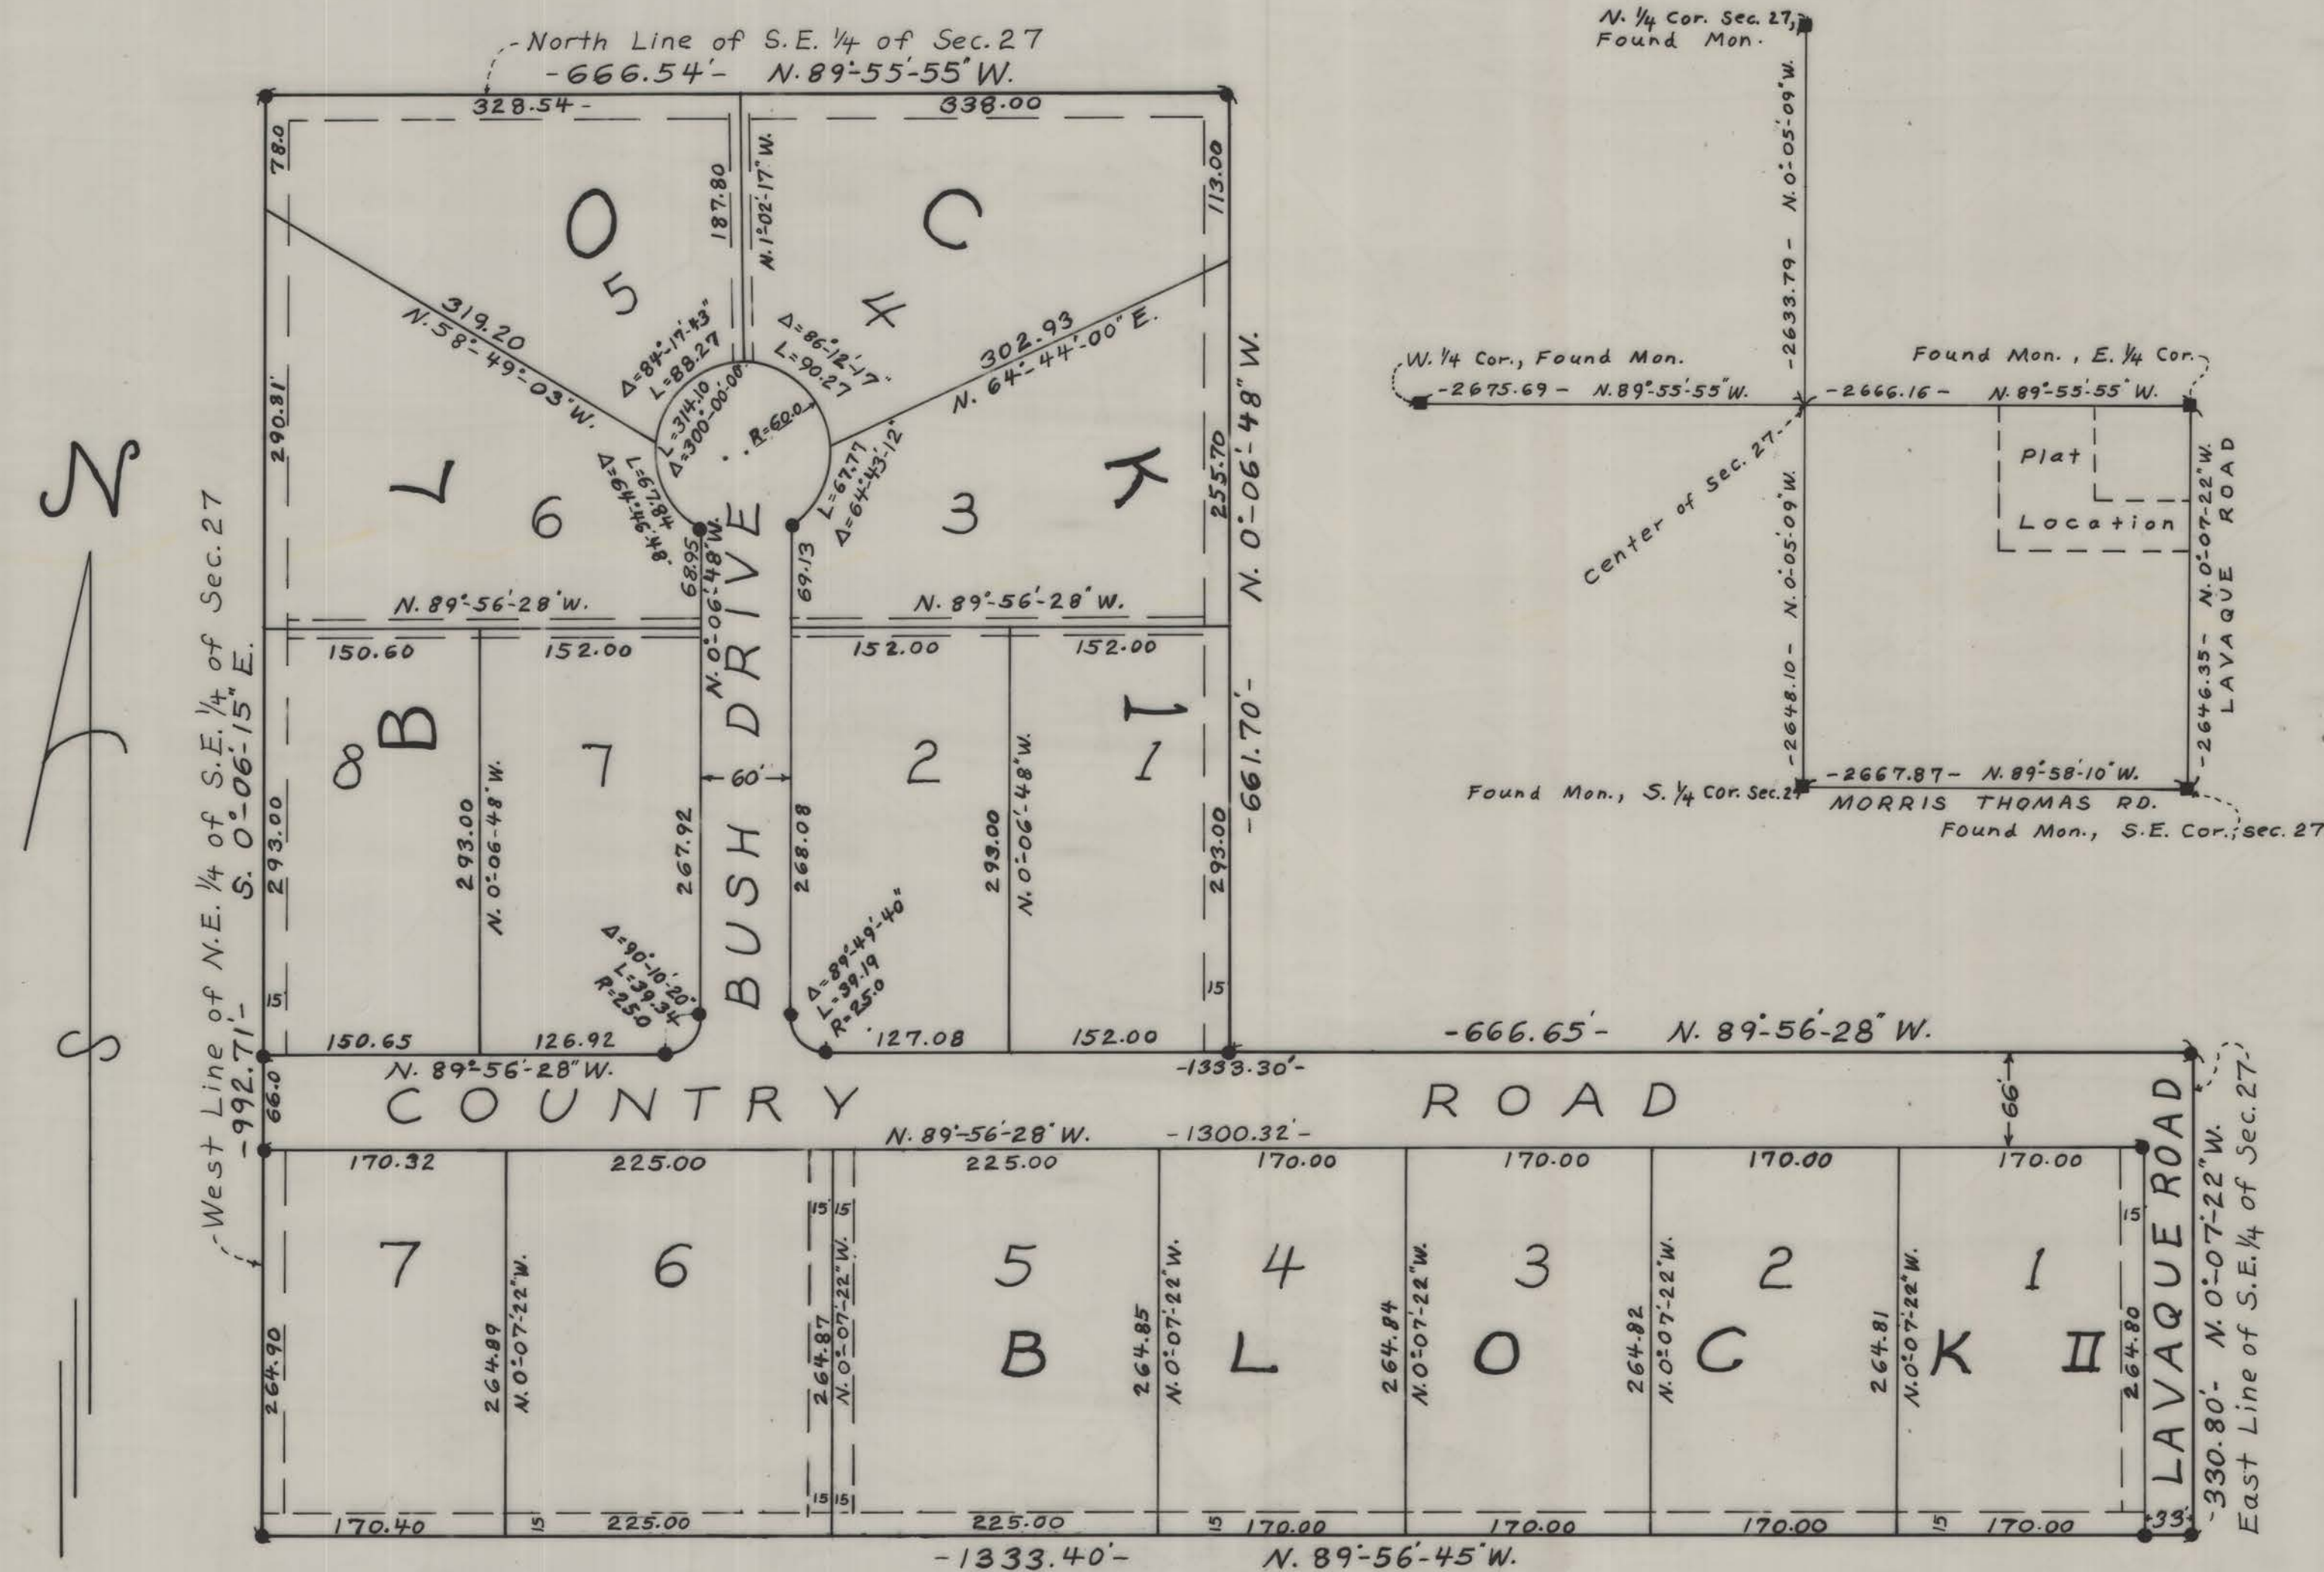 North Line of S.E. ¼ of Sec. 27
-666.54'- N. 89°-55'-55" W.
328.54 -
338.00
78.0
113.00
187.80
N. 1°-02'-17" W.
O
C
5
4
319.20
N. 58°-49'-03" W.
302.93
N. 64°-44'-00" E.
Δ=84°-17'-43"
L=88.27
Δ=86°-12'-17"
L=90.27
L=314.10
Δ=300°-00'-00"
R=60.0
L=67.84
Δ=64°-46'-48"
L=67.77
Δ=64°-43'-12"
290.81'
255.70
L
K
6
3
68.95
N. 0°-06'-48" W.
69.13
N. 89°-56'-28" W.
N. 89°-56'-28" W.
N. 0°-06'-48" W.
-661.70'-
150.60
152.00
152.00
152.00
B
I
8
7
2
1
60'
BUSH DRIVE
293.00
293.00
N. 0°-06'-48" W.
267.92
268.08
293.00
N. 0°-06'-48" W.
293.00
Δ=90°-10'-20"
L=39.34
R=25.0
Δ=89°-49'-40"
L=39.19
R=25.0
15
15
150.65
126.92
127.08
152.00
N. 89°-56'-28" W.
-1333.30'-
-666.65'- N. 89°-56'-28" W.
66.0
COUNTRY ROAD
66'
N. 89°-56'-28" W. -1300.32'-
170.32
225.00
225.00
170.00
170.00
170.00
170.00
15 15
15
7
6
5
4
3
2
1
B L O C K II
264.90
264.89
N. 0°-07'-22" W.
264.87
N. 0°-07'-22" W.
264.85
N. 0°-07'-22" W.
264.84
N. 0°-07'-22" W.
264.82
N. 0°-07'-22" W.
264.81
N. 0°-07'-22" W.
264.80
15 15
170.40
15
225.00
225.00
15
170.00
170.00
170.00
15
170.00
33
-1333.40'- N. 89°-56'-45" W.
LAVAQUE ROAD
-330.80'- N. 0°-07'-22" W.
East Line of S.E. ¼ of Sec. 27-
West Line of N.E. ¼ of S.E. ¼ of Sec. 27
-992.71'- S. 0°-06'-15" E.
N
S
N. ¼ Cor. Sec. 27,
Found Mon.
-2633.79- N. 0°-05'-09" W.
W. ¼ Cor., Found Mon.
Found Mon., E. ¼ Cor.
-2675.69- N. 89°-55'-55" W.
-2666.16- N. 89°-55'-55" W.
Center of Sec. 27
Plat
Location
-2648.10- N. 0°-05'-09" W.
-2646.35- N. 0°-07'-22" W.
LAVAQUE ROAD
Found Mon., S. ¼ Cor. Sec. 27
-2667.87- N. 89°-58'-10" W.
MORRIS THOMAS RD.
Found Mon., S.E. Cor., Sec. 27